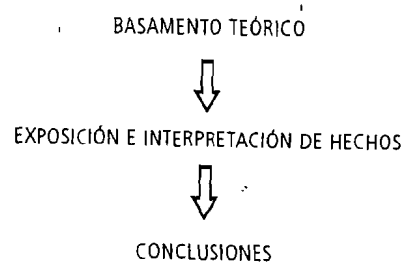 BASAMENTO TEÓRICO
EXPOSICIÓN E INTERPRETACIÓN DE HECHOS
CONCLUSIONES